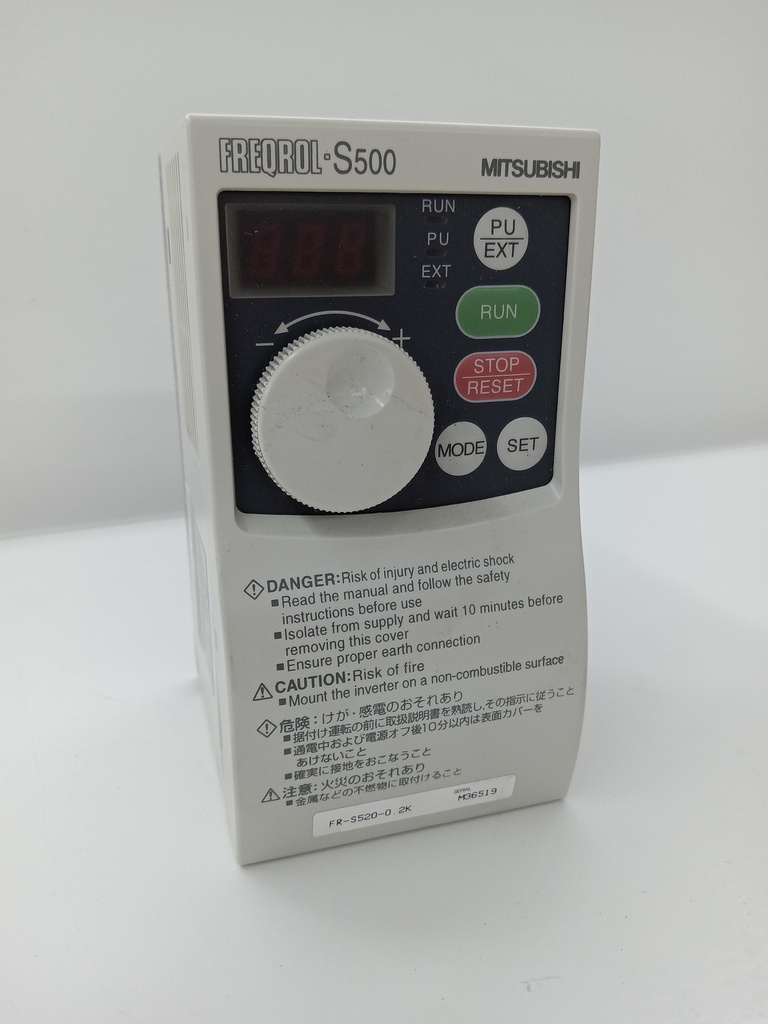 FREQROL-S500
MITSUBISHI
RUN
PU
EXT
PU
EXT
RUN
− +
STOP
RESET
MODE
SET
DANGER:Risk of injury and electric shock
■Read the manual and follow the safety
instructions before use
■Isolate from supply and wait 10 minutes before
removing this cover
■Ensure proper earth connection
CAUTION:Risk of fire
■Mount the inverter on a non-combustible surface
危険：けが・感電のおそれあり
■据付け運転の前に取扱説明書を熟読し、その指示に従うこと
■通電中および電源オフ後10分以内は表面カバーを
あけないこと
■確実に接地をおこなうこと
注意：火災のおそれあり
■金属などの不燃物に取付けること
FR-S520-0.2K
SERIAL
M36519